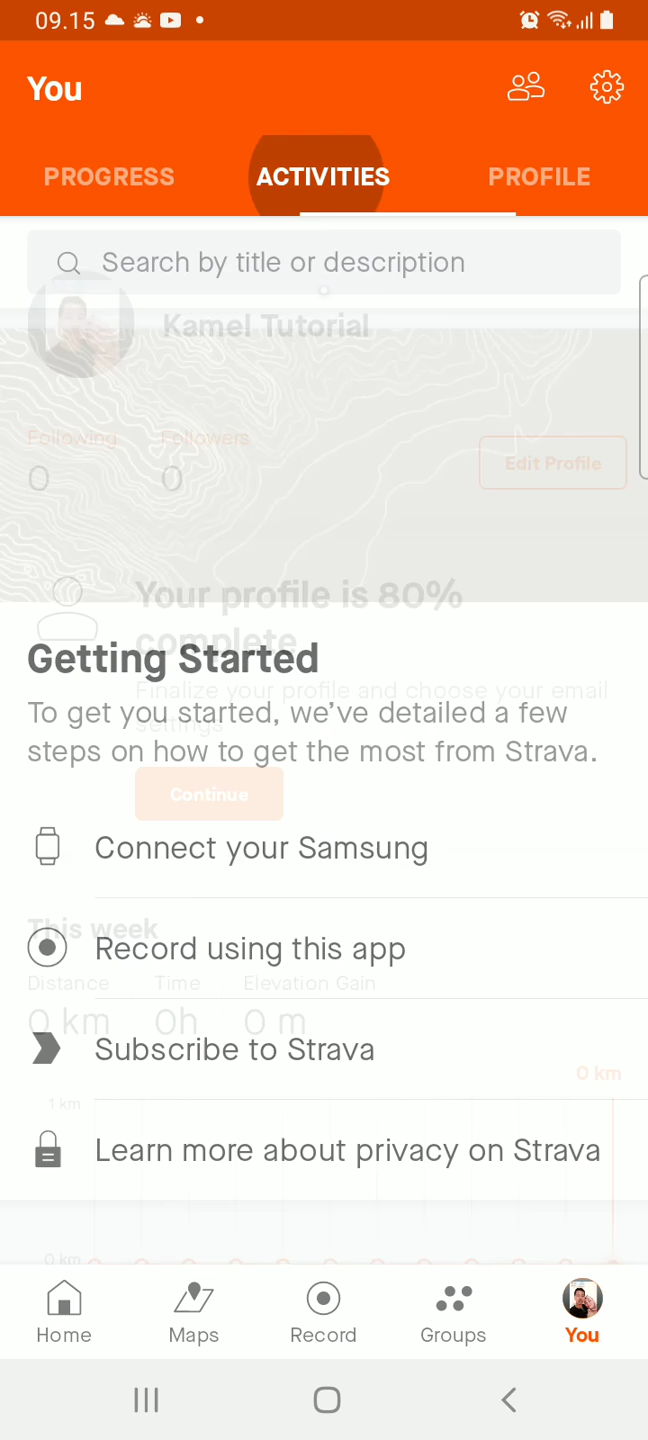 09.15
You
PROGRESS
ACTIVITIES
PROFILE
Search by title or description
Kamel Tutorial
Following
Followers
0
0
Edit Profile
Your profile is 80%
complete
Getting Started
Finalize your profile and choose your email
settings
To get you started, we've detailed a few
steps on how to get the most from Strava.
Continue
Connect your Samsung
This week
Record using this app
Distance
Time
Elevation Gain
0 km
0h
0 m
Subscribe to Strava
0 km
1 km
Learn more about privacy on Strava
0 km
Home
Maps
Record
Groups
You